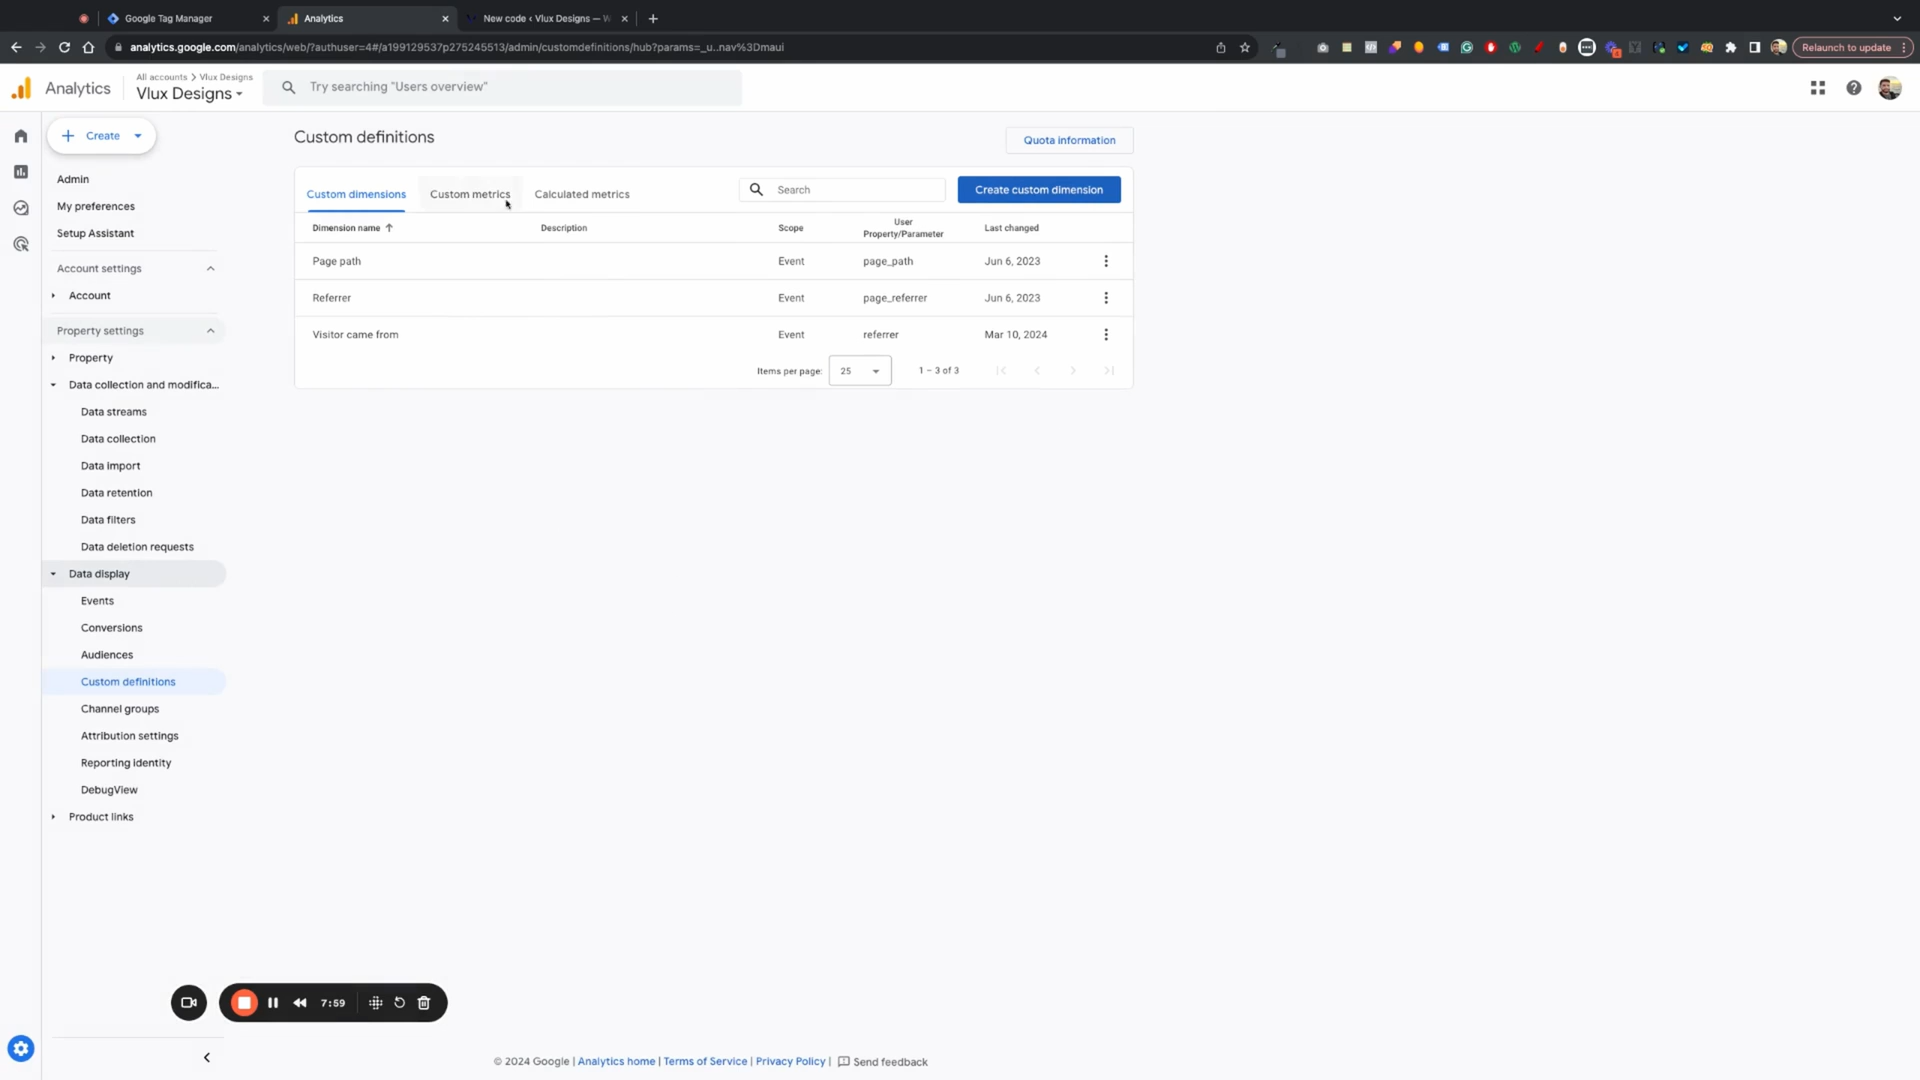 Google Tag Manager
Analytics
New code ‹ Vlux Designs — W
analytics.google.com/analytics/web/?authuser=4#/a199129537p275245513/admin/customdefinitions/hub?params=_u..nav%3Dmaui
Relaunch to update
Analytics
All accounts > Vlux Designs
Vlux Designs
Try searching "Users overview"
Create
Admin
My preferences
Setup Assistant
Account settings
Account
Property settings
Property
Data collection and modifica...
Data streams
Data collection
Data import
Data retention
Data filters
Data deletion requests
Data display
Events
Conversions
Audiences
Custom definitions
Channel groups
Attribution settings
Reporting identity
DebugView
Product links
Custom definitions
Quota information
Custom dimensions
Custom metrics
Calculated metrics
Search
Create custom dimension
Dimension name
Description
Scope
User
Property/Parameter
Last changed
Page path
Event
page_path
Jun 6, 2023
Referrer
Event
page_referrer
Jun 6, 2023
Visitor came from
Event
referrer
Mar 10, 2024
Items per page:
25
1 – 3 of 3
7:59
© 2024 Google | Analytics home | Terms of Service | Privacy Policy | Send feedback